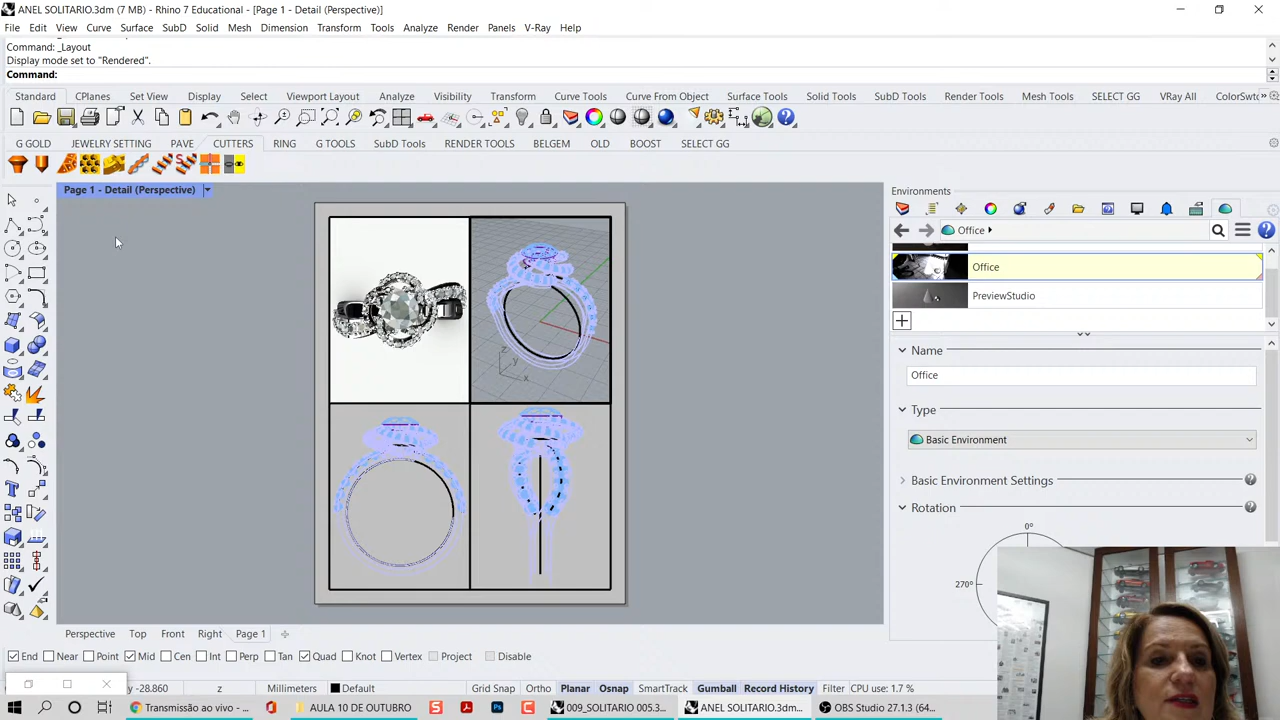 ANEL SOLITARIO.3dm (7 MB) - Rhino 7 Educational - [Page 1 - Detail (Perspective)]
File Edit View Curve Surface SubD Solid Mesh Dimension Transform Tools Analyze Render Panels V-Ray Help
Command: _Layout
Display mode set to "Rendered".
Command:
Standard CPlanes Set View Display Select Viewport Layout Analyze Visibility Transform Curve Tools Curve From Object Surface Tools Solid Tools SubD Tools Render Tools Mesh Tools SELECT GG VRay All
G GOLD JEWELRY SETTING PAVE CUTTERS RING G TOOLS SubD Tools RENDER TOOLS BELGEM OLD BOOST SELECT GG
Page 1 - Detail (Perspective)
Environments
Office
Office
PreviewStudio
Name
Office
Type
Basic Environment
Basic Environment Settings
Rotation
0°
270°
z
y
x
Perspective Top Front Right Page 1
End Near Point Mid Cen Int Perp Tan Quad Knot Vertex Project Disable
-28.860 z Millimeters Default Grid Snap Ortho Planar Osnap SmartTrack Gumball Record History Filter CPU use: 1.7 %
Transmissão ao vivo - ... AULA 10 DE OUTUBRO 009_SOLITARIO 005.3... ANEL SOLITARIO.3dm... OBS Studio 27.1.3 (64...